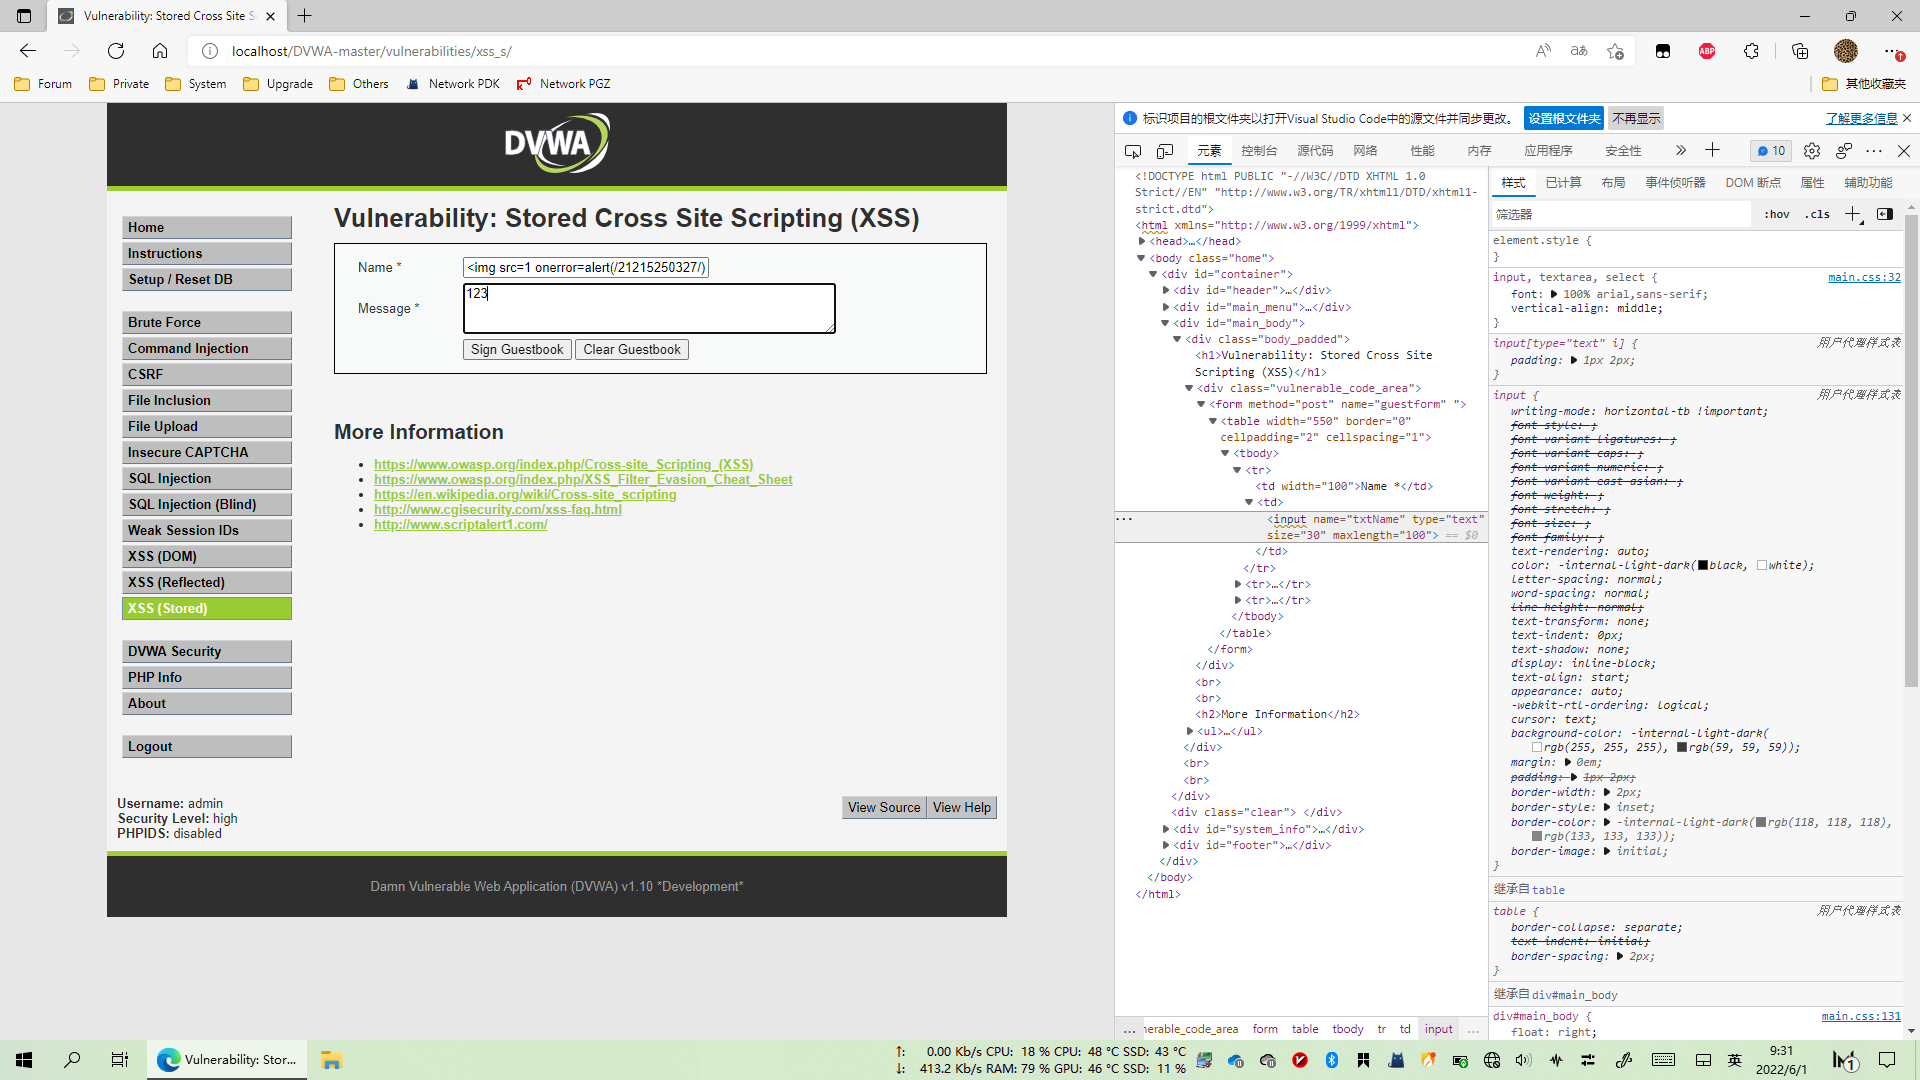 Vulnerability: Stored Cross Site S
localhost/DVWA-master/vulnerabilities/xss_s/
Forum
Private
System
Upgrade
Others
Network PDK
Network PGZ
其他收藏夹
DVWA
Vulnerability: Stored Cross Site Scripting (XSS)
Name *
<img src=1 onerror=alert(/21215250327/)
Message *
123
Sign Guestbook
Clear Guestbook
More Information
https://www.owasp.org/index.php/Cross-site_Scripting_(XSS)
https://www.owasp.org/index.php/XSS_Filter_Evasion_Cheat_Sheet
https://en.wikipedia.org/wiki/Cross-site_scripting
http://www.cgisecurity.com/xss-faq.html
http://www.scriptalert1.com/
Home
Instructions
Setup / Reset DB
Brute Force
Command Injection
CSRF
File Inclusion
File Upload
Insecure CAPTCHA
SQL Injection
SQL Injection (Blind)
Weak Session IDs
XSS (DOM)
XSS (Reflected)
XSS (Stored)
DVWA Security
PHP Info
About
Logout
Username: admin
Security Level: high
PHPIDS: disabled
View Source
View Help
Damn Vulnerable Web Application (DVWA) v1.10 *Development*
标识项目的根文件夹以打开Visual Studio Code中的源文件并同步更改。
设置根文件夹
不再显示
了解更多信息
元素
控制台
源代码
网络
性能
内存
应用程序
安全性
10
<!DOCTYPE html PUBLIC "-//W3C//DTD XHTML 1.0
Strict//EN" "http://www.w3.org/TR/xhtml1/DTD/xhtml1-
strict.dtd">
<html xmlns="http://www.w3.org/1999/xhtml">
<head>…</head>
<body class="home">
<div id="container">
<div id="header">…</div>
<div id="main_menu">…</div>
<div id="main_body">
<div class="body_padded">
<h1>Vulnerability: Stored Cross Site
Scripting (XSS)</h1>
<div class="vulnerable_code_area">
<form method="post" name="guestform" ">
<table width="550" border="0"
cellpadding="2" cellspacing="1">
<tbody>
<tr>
<td width="100">Name *</td>
<td>
<input name="txtName" type="text"
size="30" maxlength="100"> == $0
</td>
</tr>
<tr>…</tr>
<tr>…</tr>
</tbody>
</table>
</form>
</div>
<br>
<br>
<h2>More Information</h2>
<ul>…</ul>
</div>
<br>
<br>
</div>
<div class="clear"> </div>
<div id="system_info">…</div>
<div id="footer">…</div>
</div>
</body>
</html>
… nerable_code_area form table tbody tr td input …
样式
已计算
布局
事件侦听器
DOM 断点
属性
辅助功能
筛选器
:hov
.cls
element.style {
}
input, textarea, select {
main.css:32
font: 100% arial,sans-serif;
vertical-align: middle;
}
input[type="text" i] {
用户代理样式表
padding: 1px 2px;
}
input {
用户代理样式表
writing-mode: horizontal-tb !important;
font-style: ;
font-variant-ligatures: ;
font-variant-caps: ;
font-variant-numeric: ;
font-variant-east-asian: ;
font-weight: ;
font-stretch: ;
font-size: ;
font-family: ;
text-rendering: auto;
color: -internal-light-dark(black, white);
letter-spacing: normal;
word-spacing: normal;
line-height: normal;
text-transform: none;
text-indent: 0px;
text-shadow: none;
display: inline-block;
text-align: start;
appearance: auto;
-webkit-rtl-ordering: logical;
cursor: text;
background-color: -internal-light-dark(
rgb(255, 255, 255), rgb(59, 59, 59));
margin: 0em;
padding: 1px 2px;
border-width: 2px;
border-style: inset;
border-color: -internal-light-dark(rgb(118, 118, 118),
rgb(133, 133, 133));
border-image: initial;
}
继承自 table
table {
用户代理样式表
border-collapse: separate;
text-indent: initial;
border-spacing: 2px;
}
继承自 div#main_body
div#main_body {
main.css:131
float: right;
Vulnerability: Stor...
↑: 0.00 Kb/s CPU: 18 % CPU: 48 °C SSD: 43 °C
↓: 413.2 Kb/s RAM: 79 % GPU: 46 °C SSD: 11 %
英
9:31
2022/6/1
1